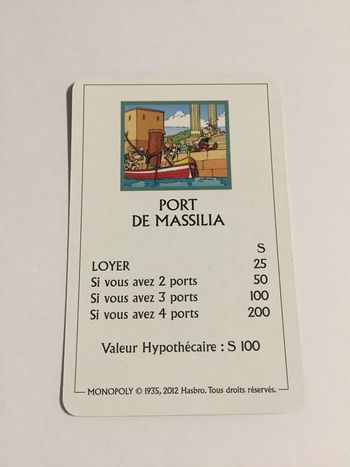 PORT
DE MASSILIA
S
LOYER 25
Si vous avez 2 ports 50
Si vous avez 3 ports 100
Si vous avez 4 ports 200
Valeur Hypothécaire : S 100
MONOPOLY © 1935, 2012 Hasbro. Tous droits réservés.